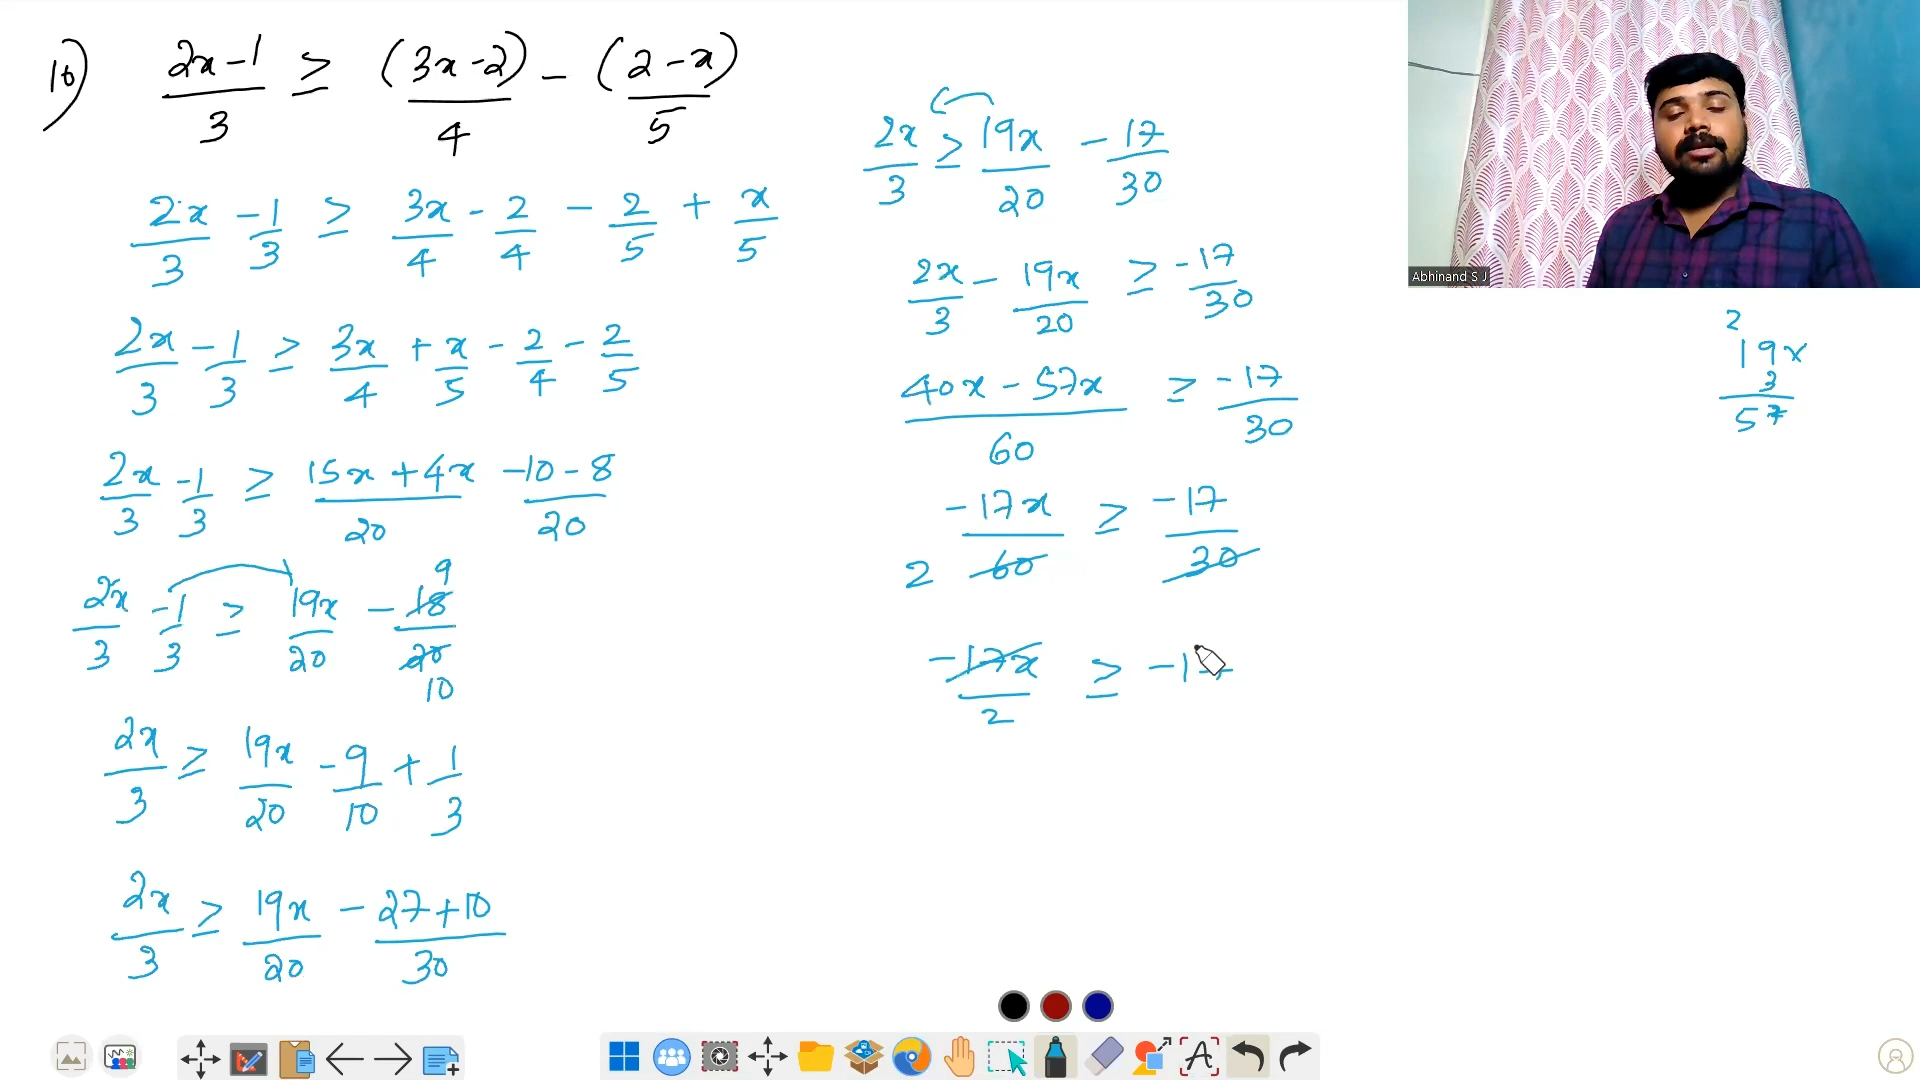 16) (2x-1)/3 ≥ (3x-2)/4 - (2-x)/5
2x/3 - 1/3 ≥ 3x/4 - 2/4 - 2/5 + x/5
2x/3 - 1/3 ≥ 3x/4 + x/5 - 2/4 - 2/5
2x/3 - 1/3 ≥ (15x+4x)/20 (-10-8)/20
9
2x/3 - 1/3 ≥ 19x/20 - 18/20
10
2x/3 ≥ 19x/20 - 9/10 + 1/3
2x/3 ≥ 19x/20 - (27+10)/30
2x/3 ≥ 19x/20 - 17/30
2x/3 - 19x/20 ≥ -17/30
(40x - 57x)/60 ≥ -17/30
-17x/60 ≥ -17/30
2
-17x/2 ≥ -17
Abhinand S J
2
19x
3
57